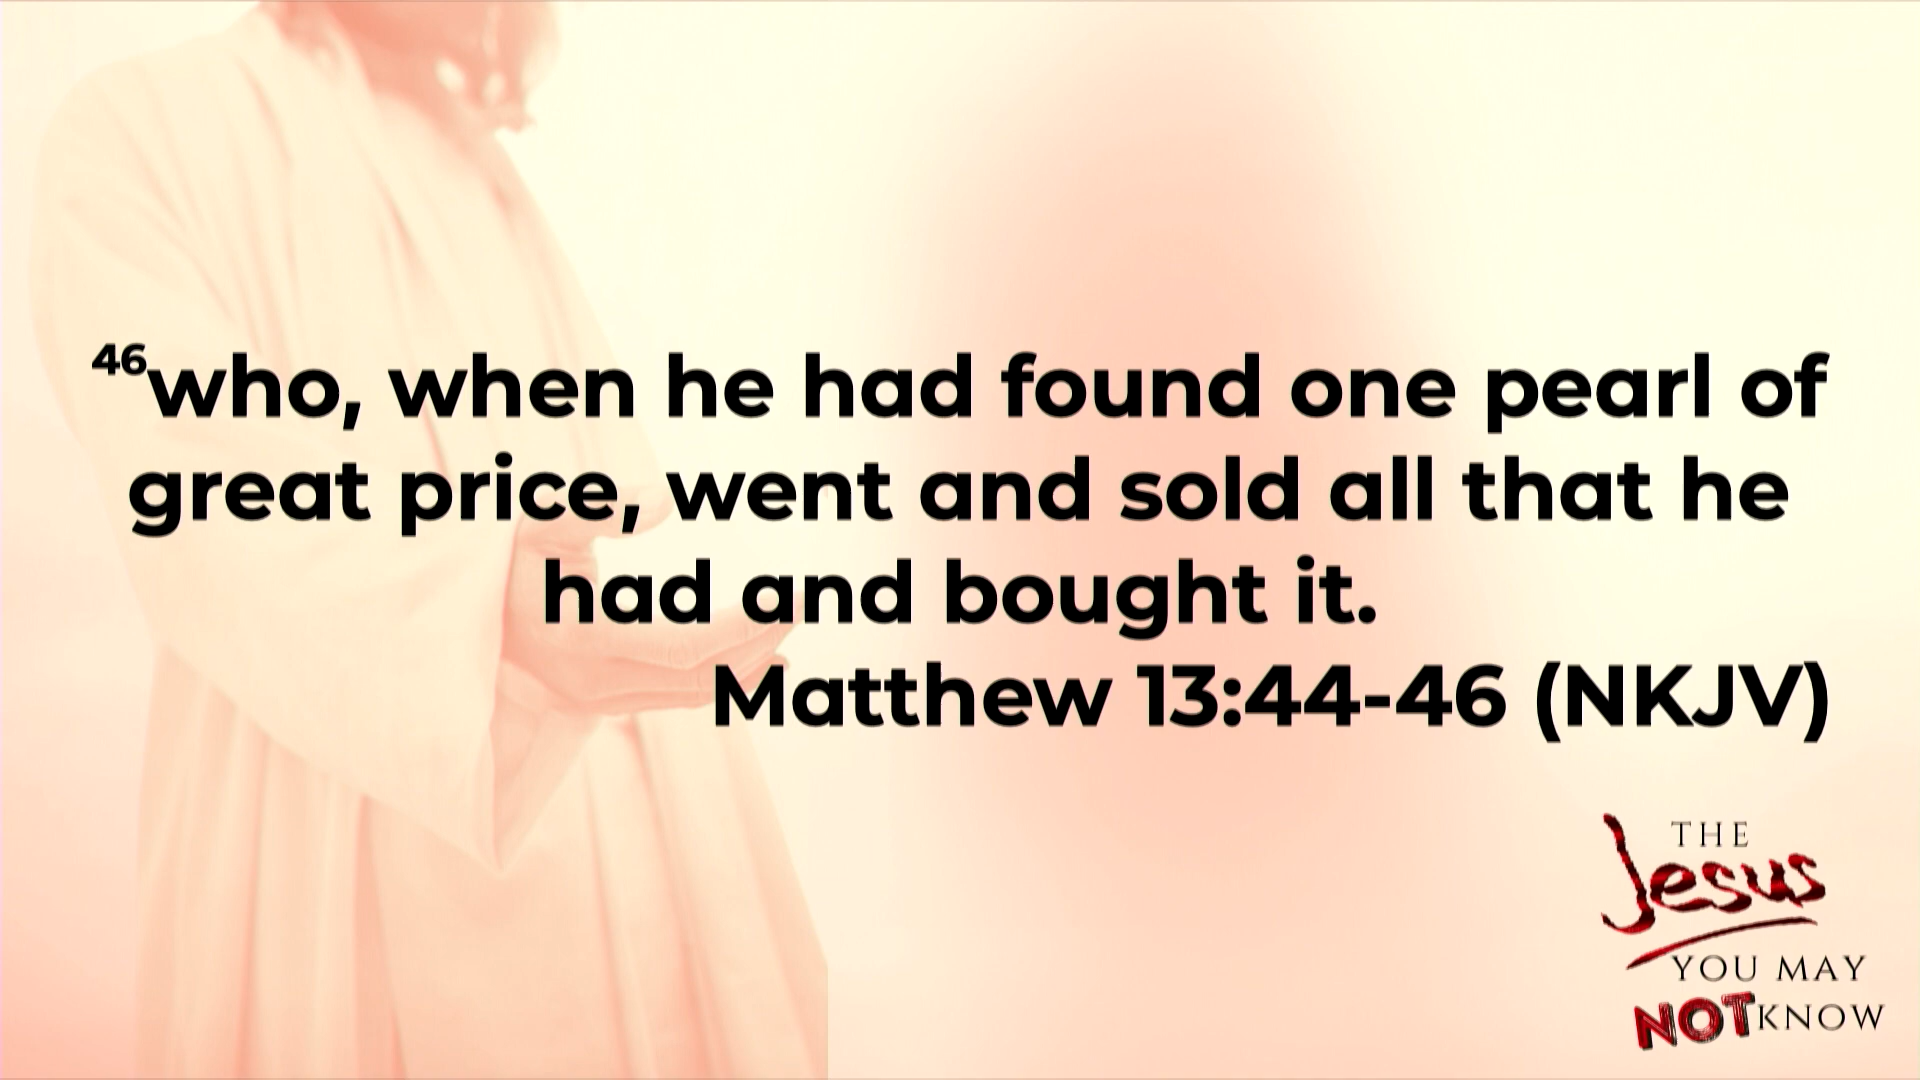 46who, when he had found one pearl of
great price, went and sold all that he
had and bought it.
Matthew 13:44-46 (NKJV)
THE
Jesus
YOU MAY
NOT KNOW